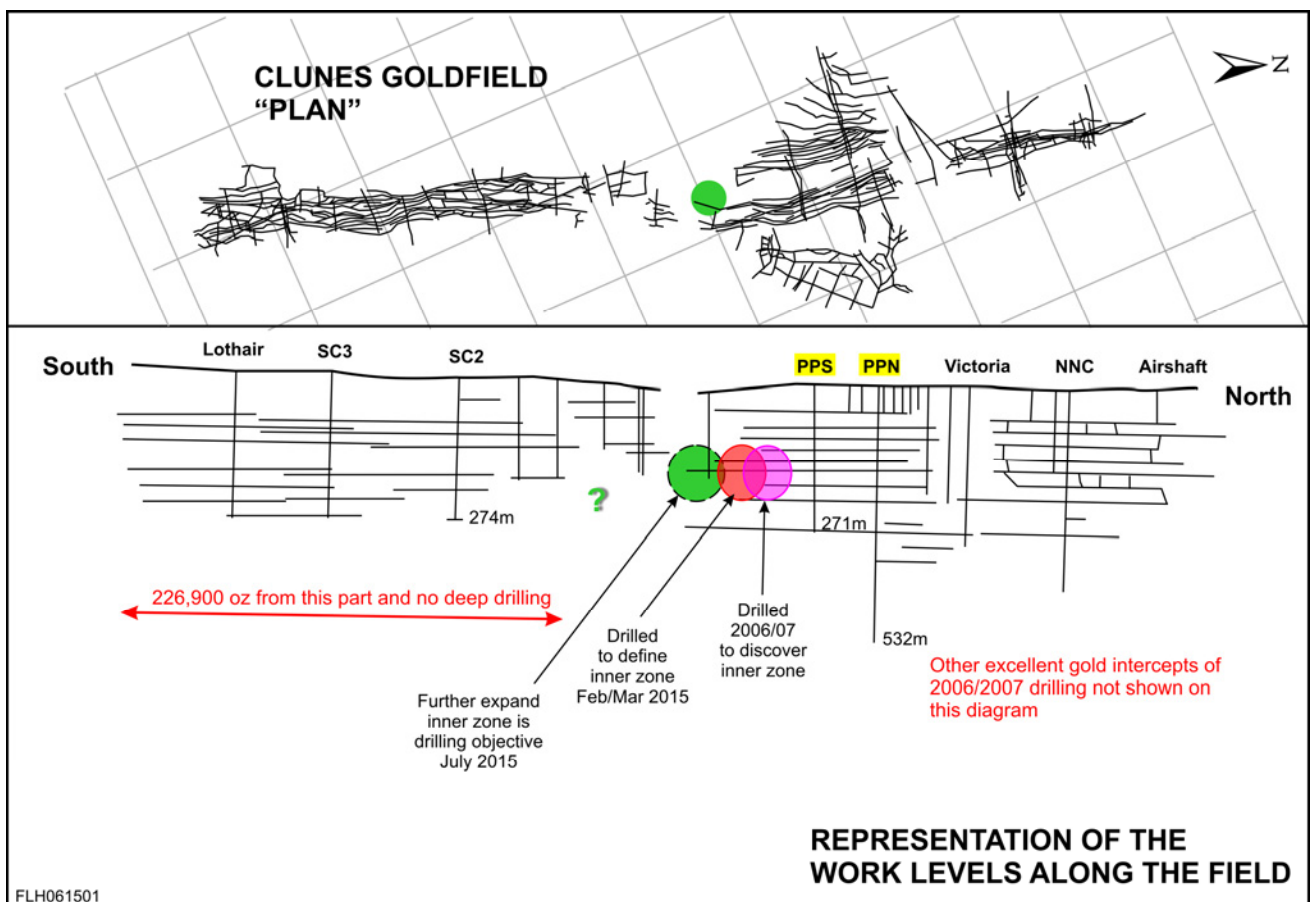 CLUNES GOLDFIELD
“PLAN”
N
South
Lothair
SC3
SC2
PPS
PPN
Victoria
NNC
Airshaft
North
?
274m
271m
226,900 oz from this part and no deep drilling
532m
Further expand
inner zone is
drilling objective
July 2015
Drilled
to define
inner zone
Feb/Mar 2015
Drilled
2006/07
to discover
inner zone
Other excellent gold intercepts of
2006/2007 drilling not shown on
this diagram
REPRESENTATION OF THE
WORK LEVELS ALONG THE FIELD
FLH061501